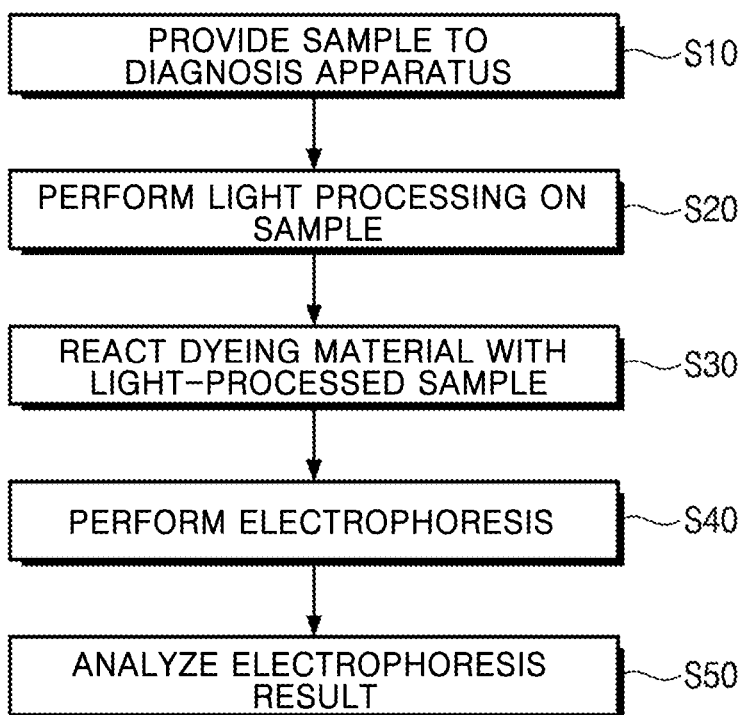 PROVIDE SAMPLE TO
DIAGNOSIS APPARATUS
S10
PERFORM LIGHT PROCESSING ON
SAMPLE
S20
REACT DYEING MATERIAL WITH
LIGHT-PROCESSED SAMPLE
S30
PERFORM ELECTROPHORESIS
S40
ANALYZE ELECTROPHORESIS
RESULT
S50